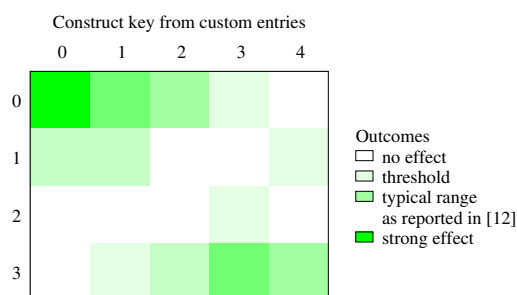 Construct key from custom entries
0 1 2 3 4
0
1
2
3
Outcomes
no effect
threshold
typical range
as reported in [12]
strong effect